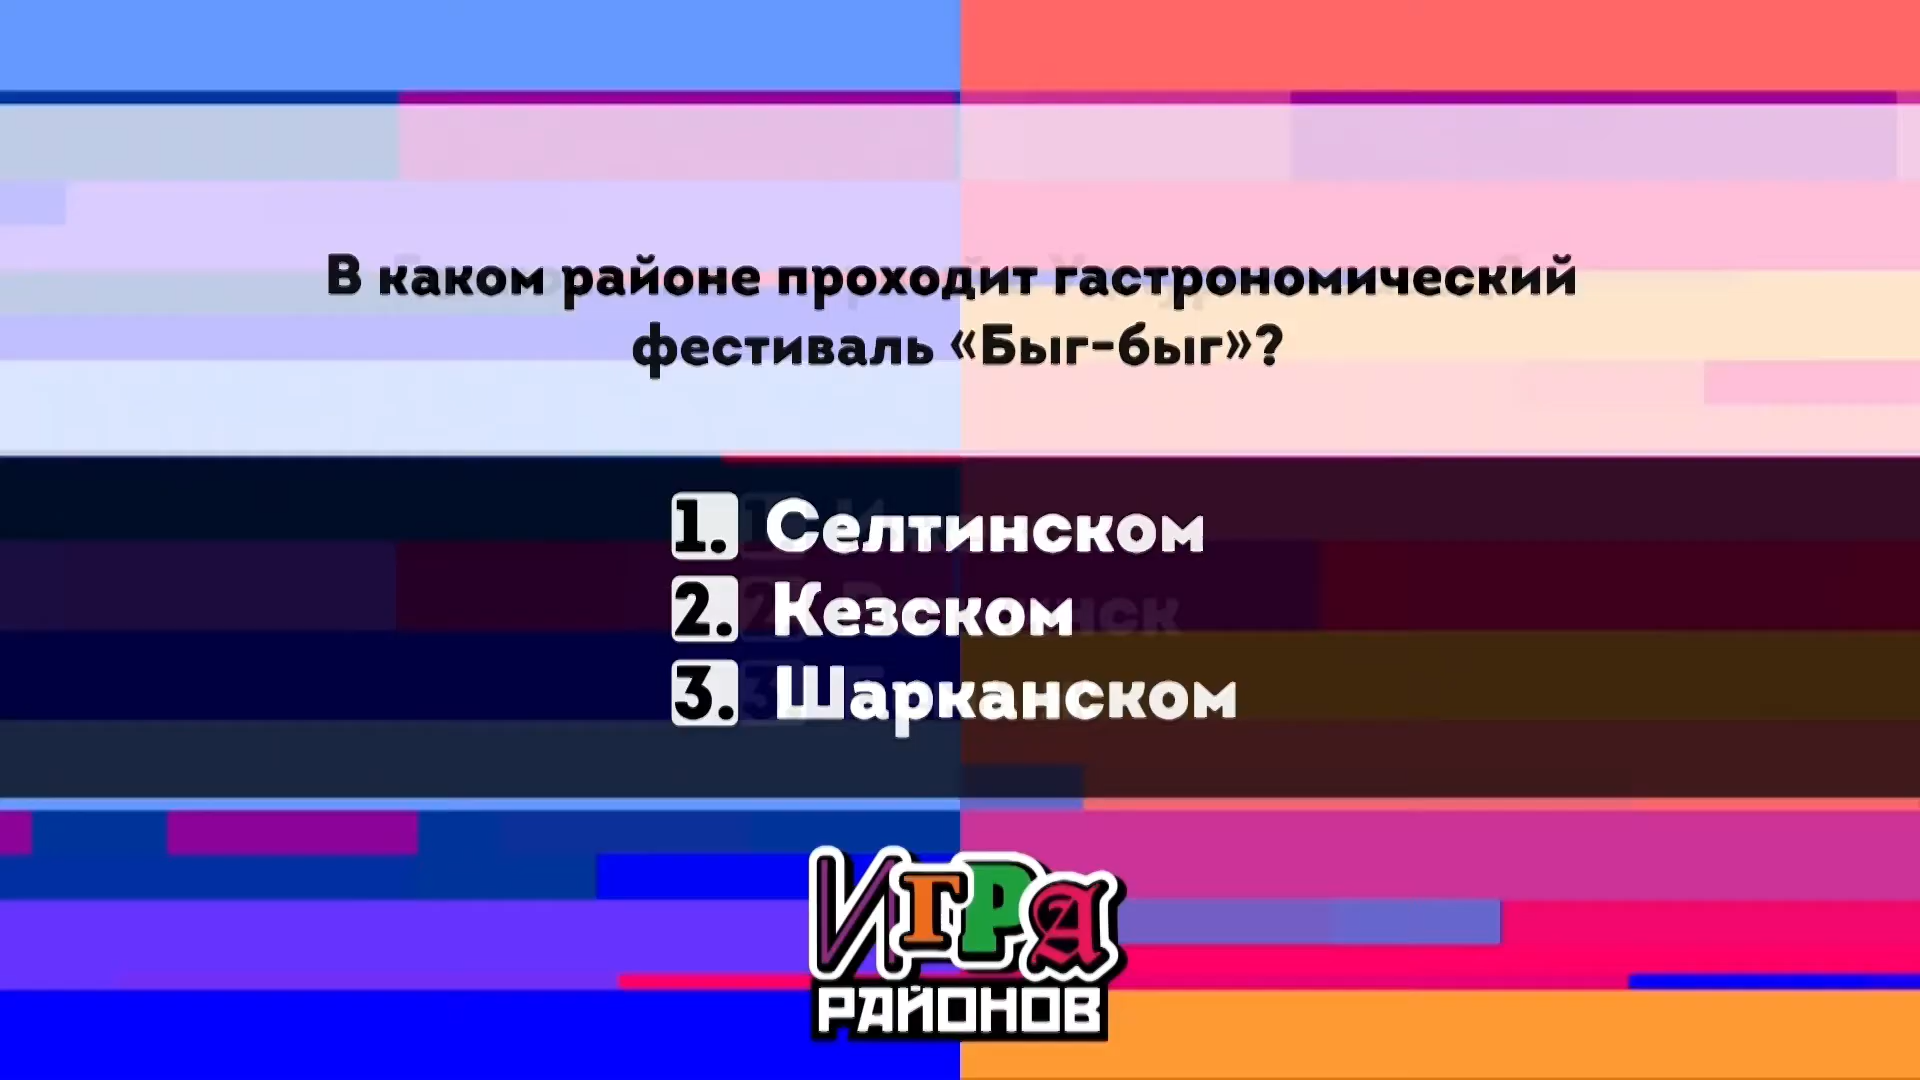 В каком районе проходит гастрономический
фестиваль «Быг-быг»?
1. Селтинском
2. Кезском
3. Шарканском
ИГРА
РАЙОНОВ